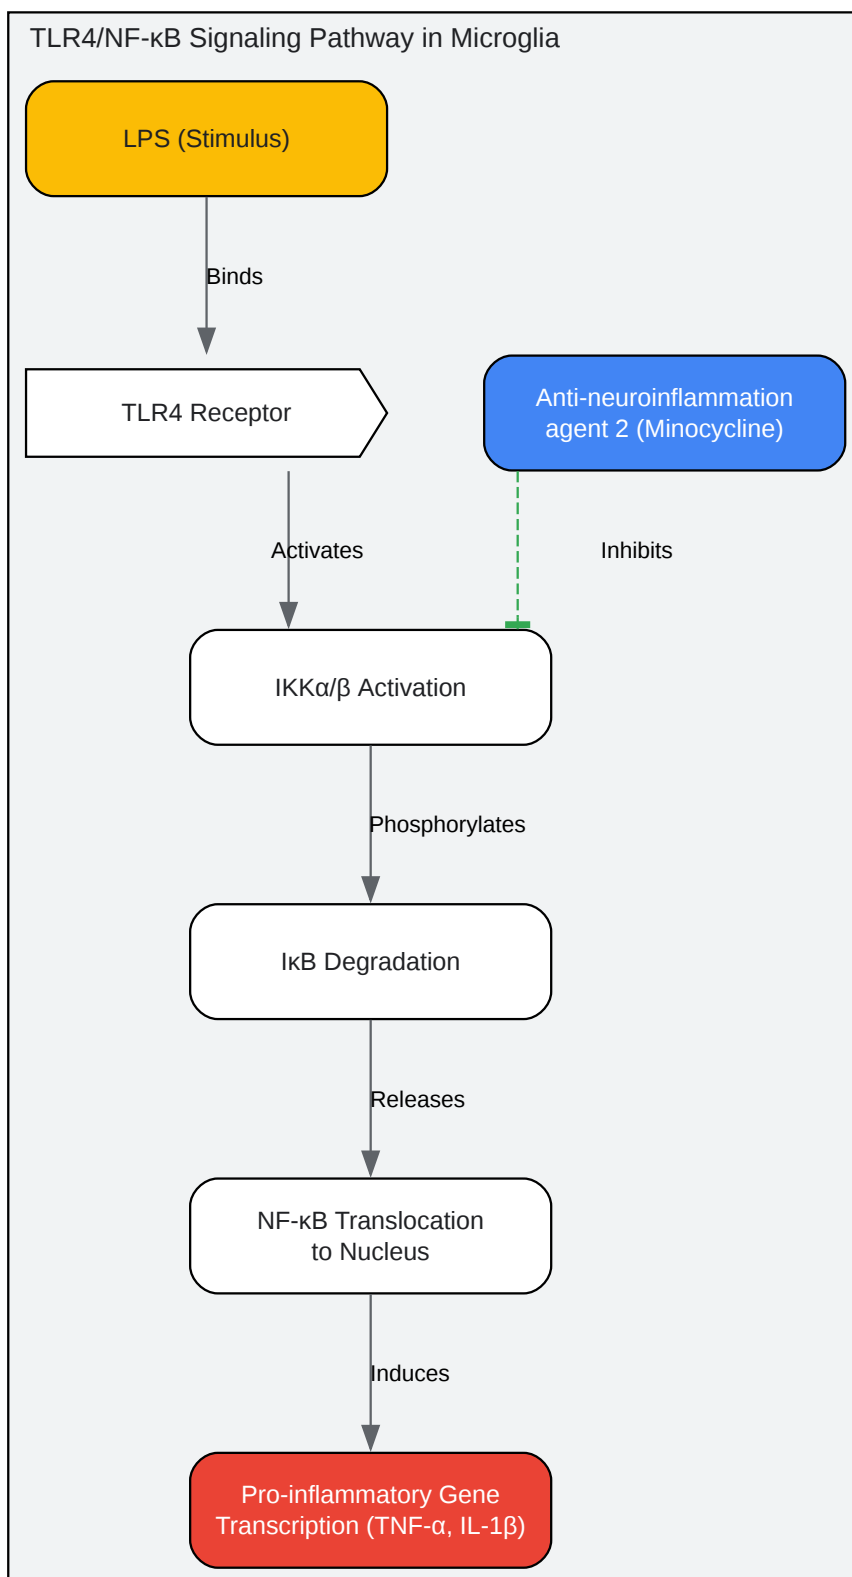 TLR4/NF-κB Signaling Pathway in Microglia
LPS (Stimulus)
Binds
TLR4 Receptor
Anti-neuroinflammation
agent 2 (Minocycline)
Activates
Inhibits
IKKα/β Activation
Phosphorylates
IκB Degradation
Releases
NF-κB Translocation
to Nucleus
Induces
Pro-inflammatory Gene
Transcription (TNF-α, IL-1β)